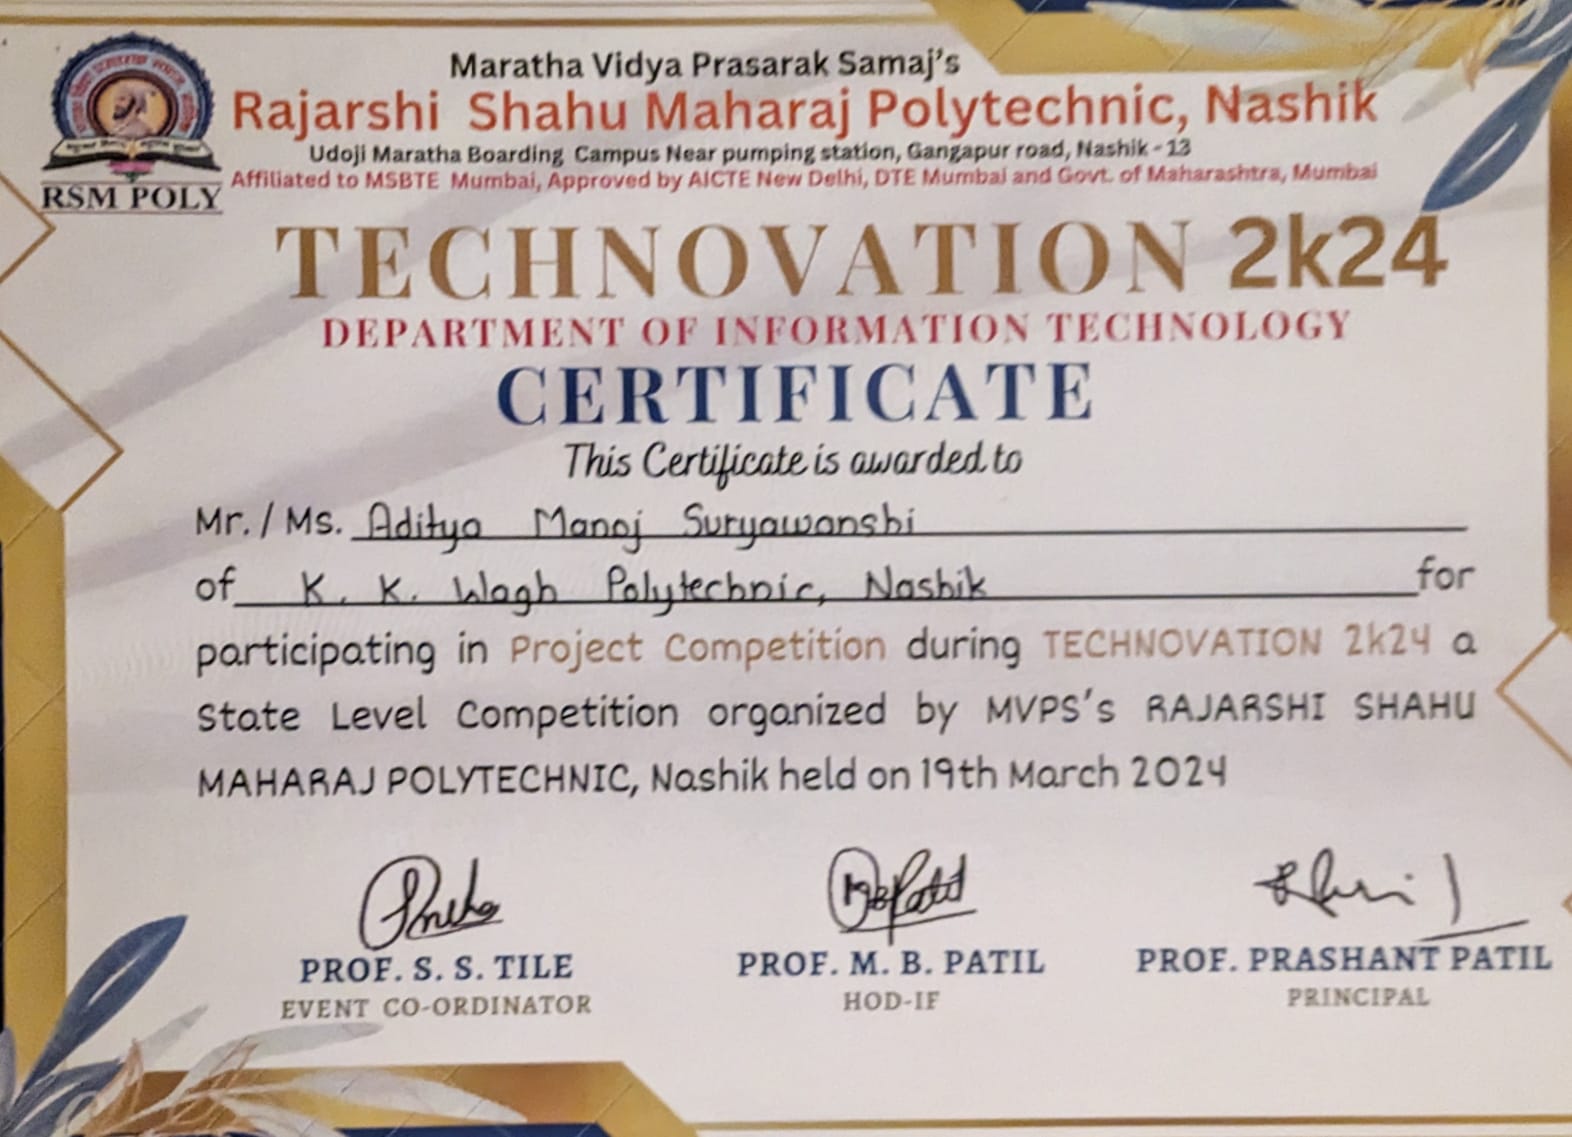 Maratha Vidya Prasarak Samaj's
Rajarshi Shahu Maharaj Polytechnic, Nashik
Udoji Maratha Boarding Campus Near pumping station, Gangapur road, Nashik - 13
Affiliated to MSBTE Mumbai, Approved by AICTE New Delhi, DTE Mumbai and Govt. of Maharashtra, Mumbai
RSM POLY
TECHNOVATION 2k24
DEPARTMENT OF INFORMATION TECHNOLOGY
CERTIFICATE
This Certificate is awarded to
Mr. / Ms. Aditya Manoj Suryawanshi
of K. K. Wagh Polytechnic, Nashik for
participating in Project Competition during TECHNOVATION 2k24 a
State Level Competition organized by MVPS's RAJARSHI SHAHU
MAHARAJ POLYTECHNIC, Nashik held on 19th March 2024
PROF. S. S. TILE PROF. M. B. PATIL PROF. PRASHANT PATIL
EVENT CO-ORDINATOR HOD-IF PRINCIPAL